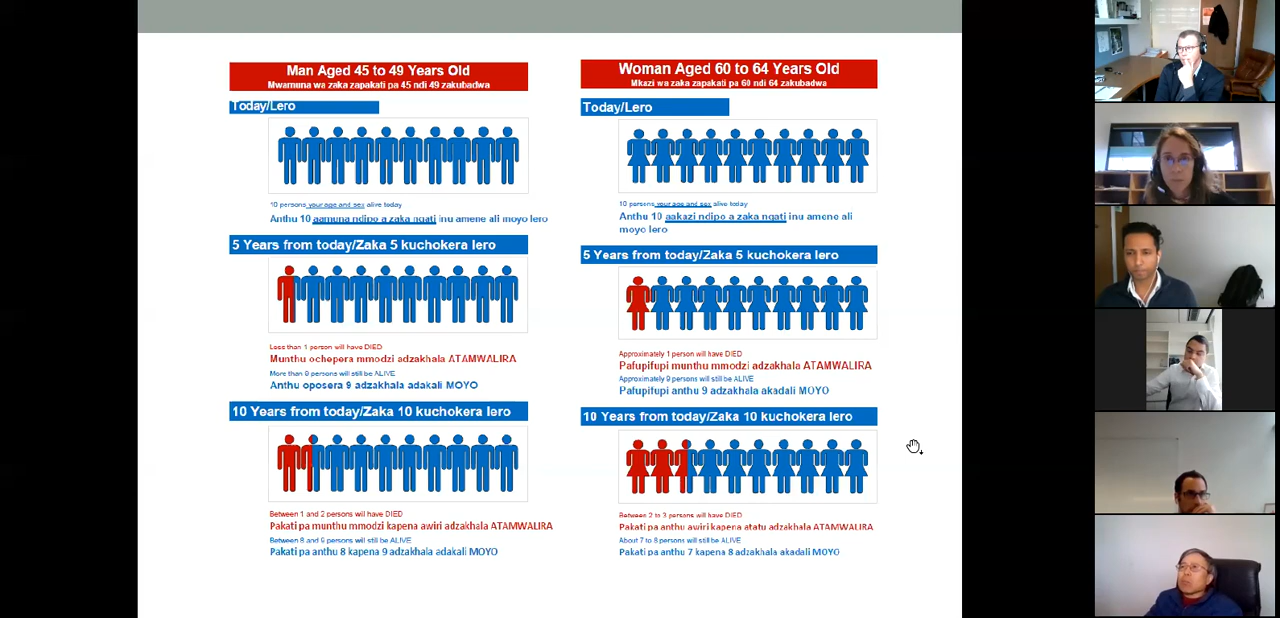 Man Aged 45 to 49 Years Old
Mwamuna wa zaka zapakati pa 45 ndi 49 zakubadwa
Today/Lero
10 persons your age and sex alive today
Anthu 10 aamuna ndipo a zaka ngati inu amene ali moyo lero
5 Years from today/Zaka 5 kuchokera lero
Less than 1 person will have DIED
Munthu ochepera mmodzi adzakhala ATAMWALIRA
More than 9 persons will still be ALIVE
Anthu oposera 9 adzakhala adakali MOYO
10 Years from today/Zaka 10 kuchokera lero
Between 1 and 2 persons will have DIED
Pakati pa munthu mmodzi kapena awiri adzakhala ATAMWALIRA
Between 8 and 9 persons will still be ALIVE
Pakati pa anthu 8 kapena 9 adzakhala adakali MOYO
Woman Aged 60 to 64 Years Old
Mkazi wa zaka zapakati pa 60 ndi 64 zakubadwa
Today/Lero
10 persons your age and sex alive today
Anthu 10 aakazi ndipo a zaka ngati inu amene ali
moyo lero
5 Years from today/Zaka 5 kuchokera lero
Approximately 1 person will have DIED
Pafupifupi munthu mmodzi adzakhala ATAMWALIRA
Approximately 9 persons will still be ALIVE
Pafupifupi anthu 9 adzakhala akadali MOYO
10 Years from today/Zaka 10 kuchokera lero
Between 2 to 3 persons will have DIED
Pakati pa anthu awiri kapena atatu adzakhala ATAMWALIRA
About 7 to 8 persons will still be ALIVE
Pakati pa anthu 7 kapena 8 adzakhala akadali MOYO